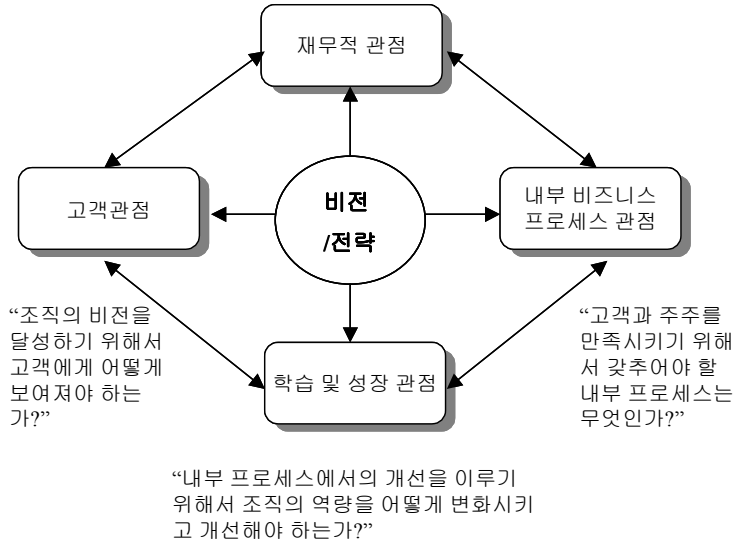 재무적 관점
고객관점
비전
/전략
내부 비즈니스
프로세스 관점
“조직의 비전을
달성하기 위해서
고객에게 어떻게
보여져야 하는
가?”
학습 및 성장 관점
“고객과 주주를
만족시키기 위해
서 갖추어야 할
내부 프로세스는
무엇인가?”
“내부 프로세스에서의 개선을 이루기
위해서 조직의 역량을 어떻게 변화시키
고 개선해야 하는가?”